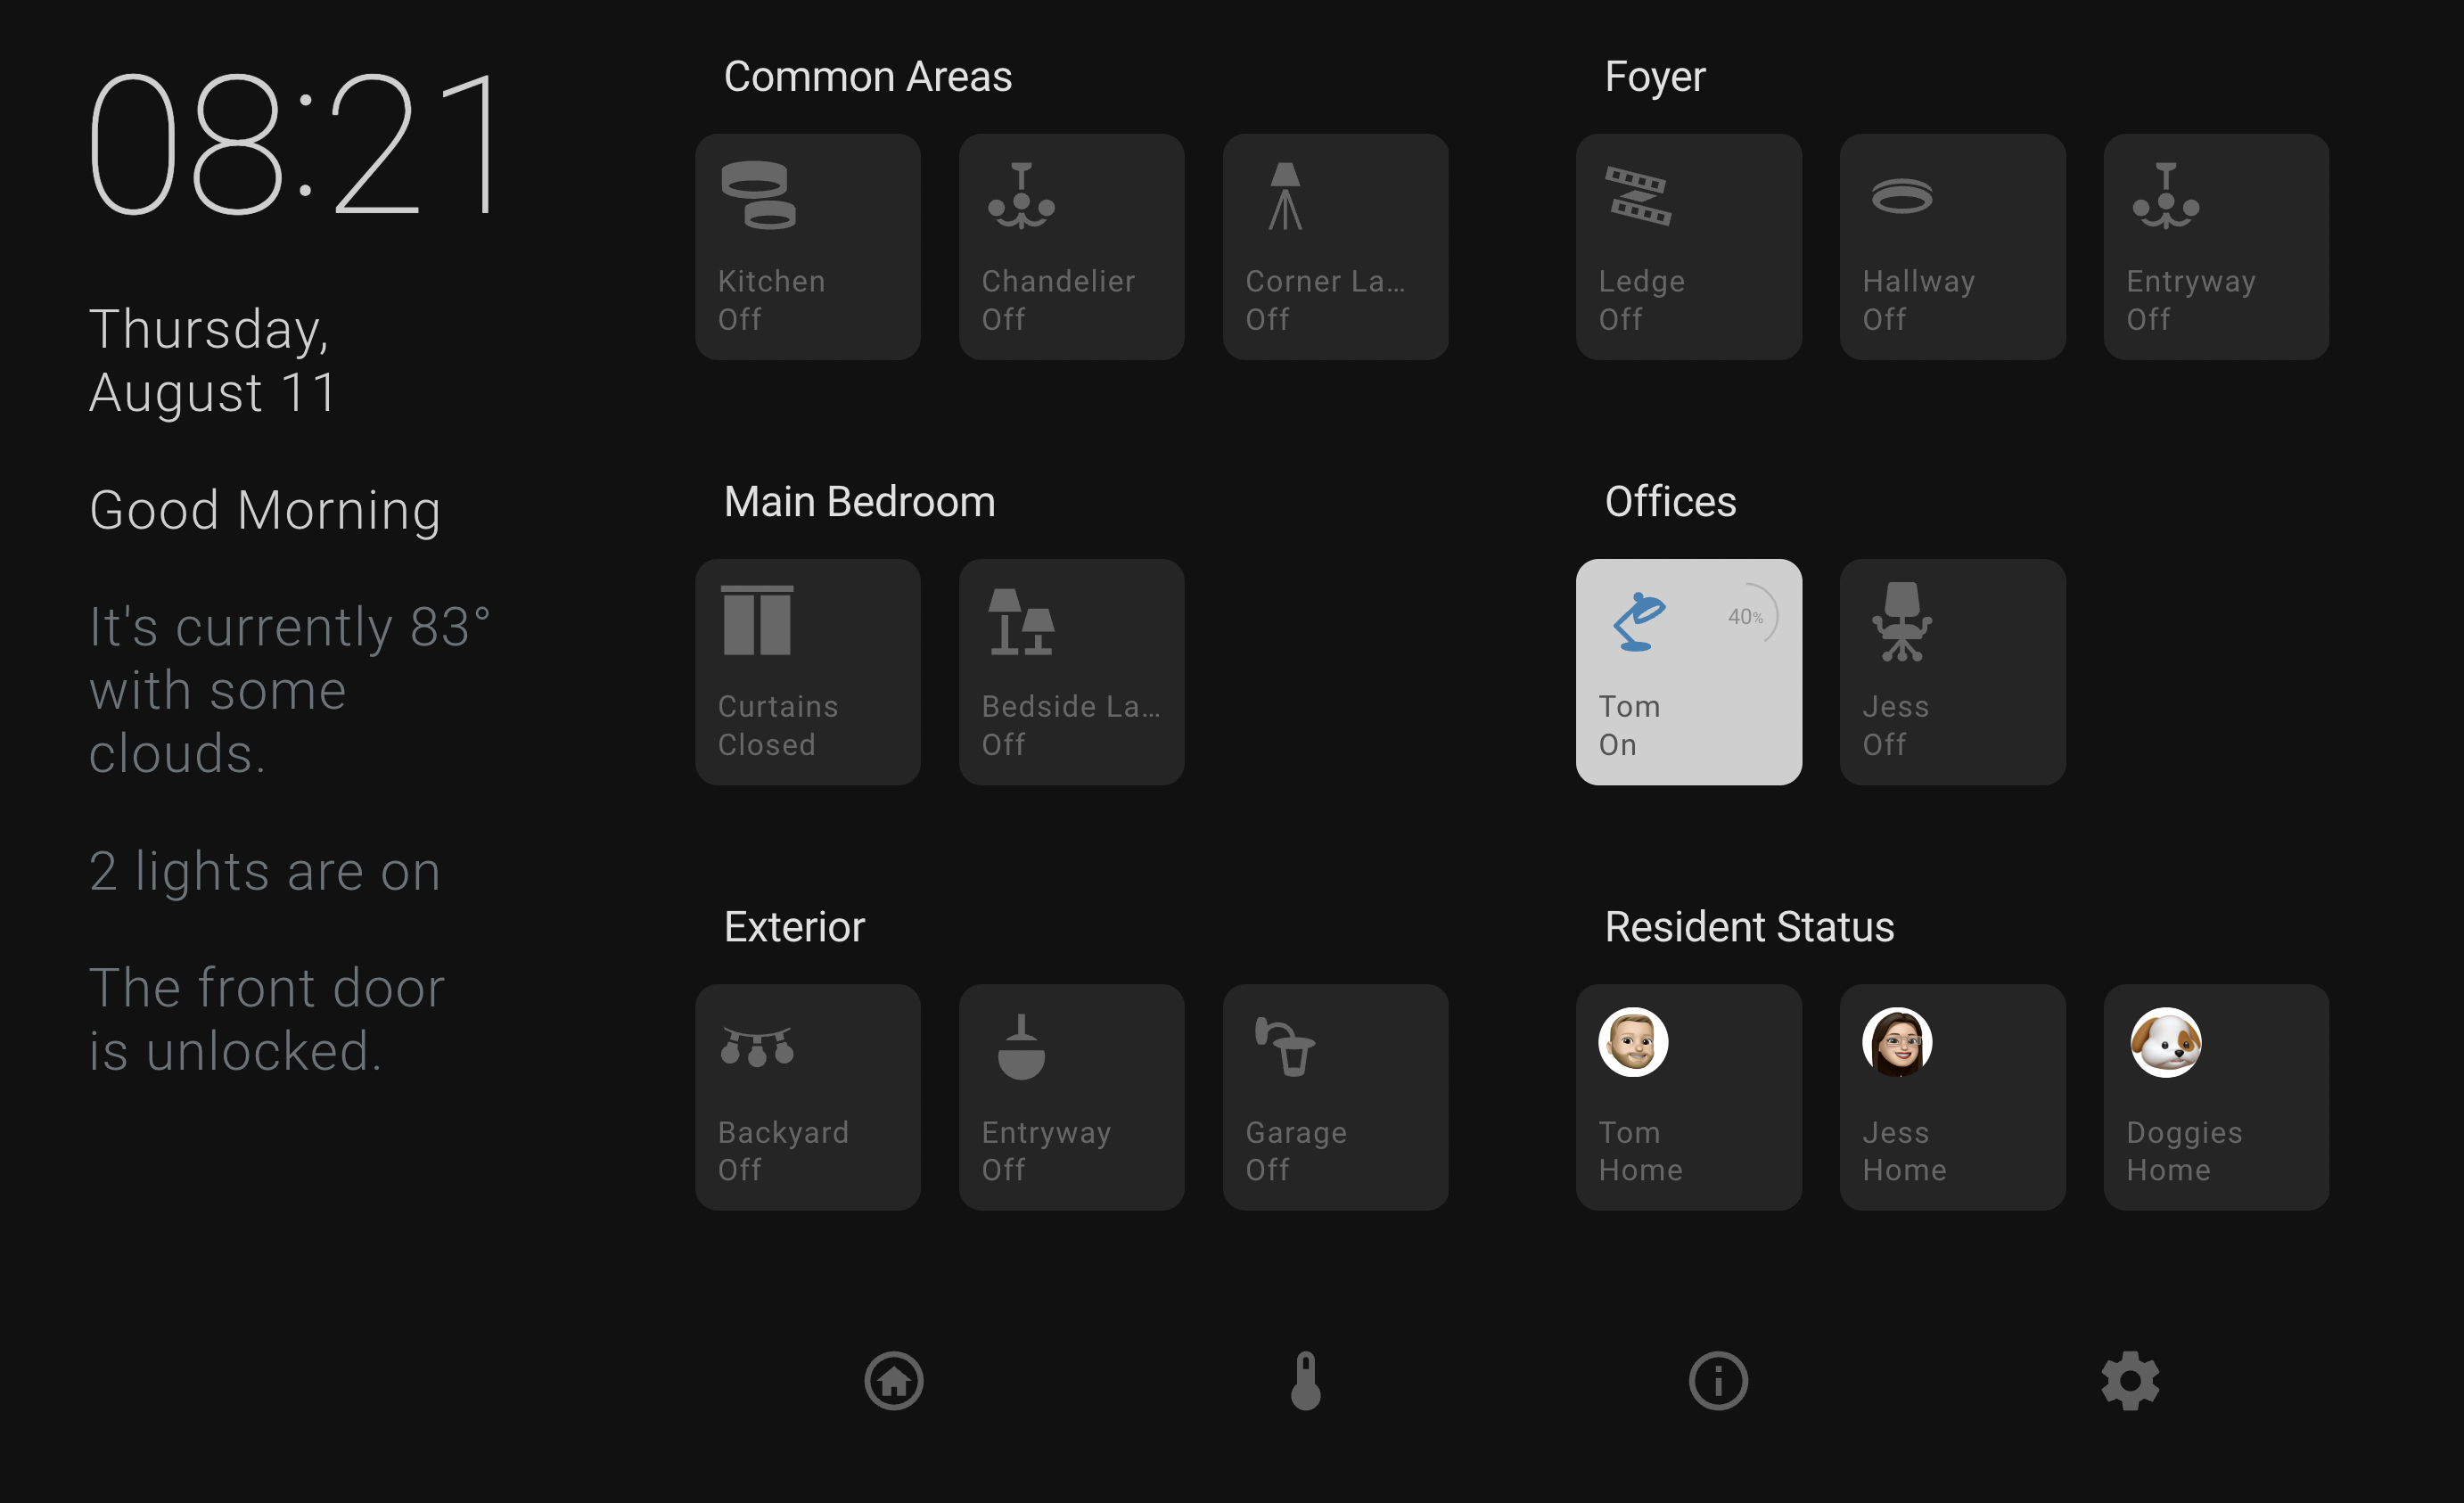 08:21
Thursday,
August 11
Good Morning
It's currently 83°
with some
clouds.
2 lights are on
The front door
is unlocked.
Common Areas
Kitchen
Off
Chandelier
Off
Corner La...
Off
Foyer
Ledge
Off
Hallway
Off
Entryway
Off
Main Bedroom
Curtains
Closed
Bedside La...
Off
Offices
40%
Tom
On
Jess
Off
Exterior
Backyard
Off
Entryway
Off
Garage
Off
Resident Status
Tom
Home
Jess
Home
Doggies
Home